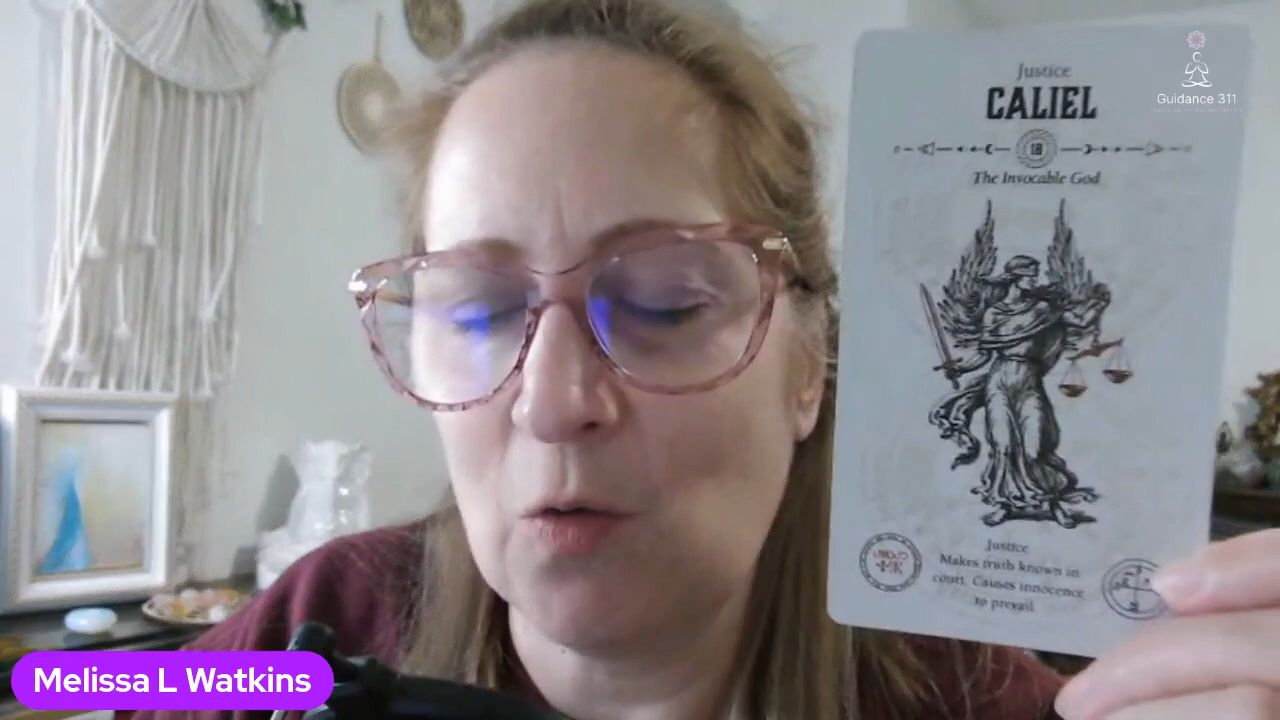 Justice
CALIEL
18
The Invocable God
Justice
Makes truth known in
court. Causes innocence
to prevail.
Guidance 311
Melissa L Watkins